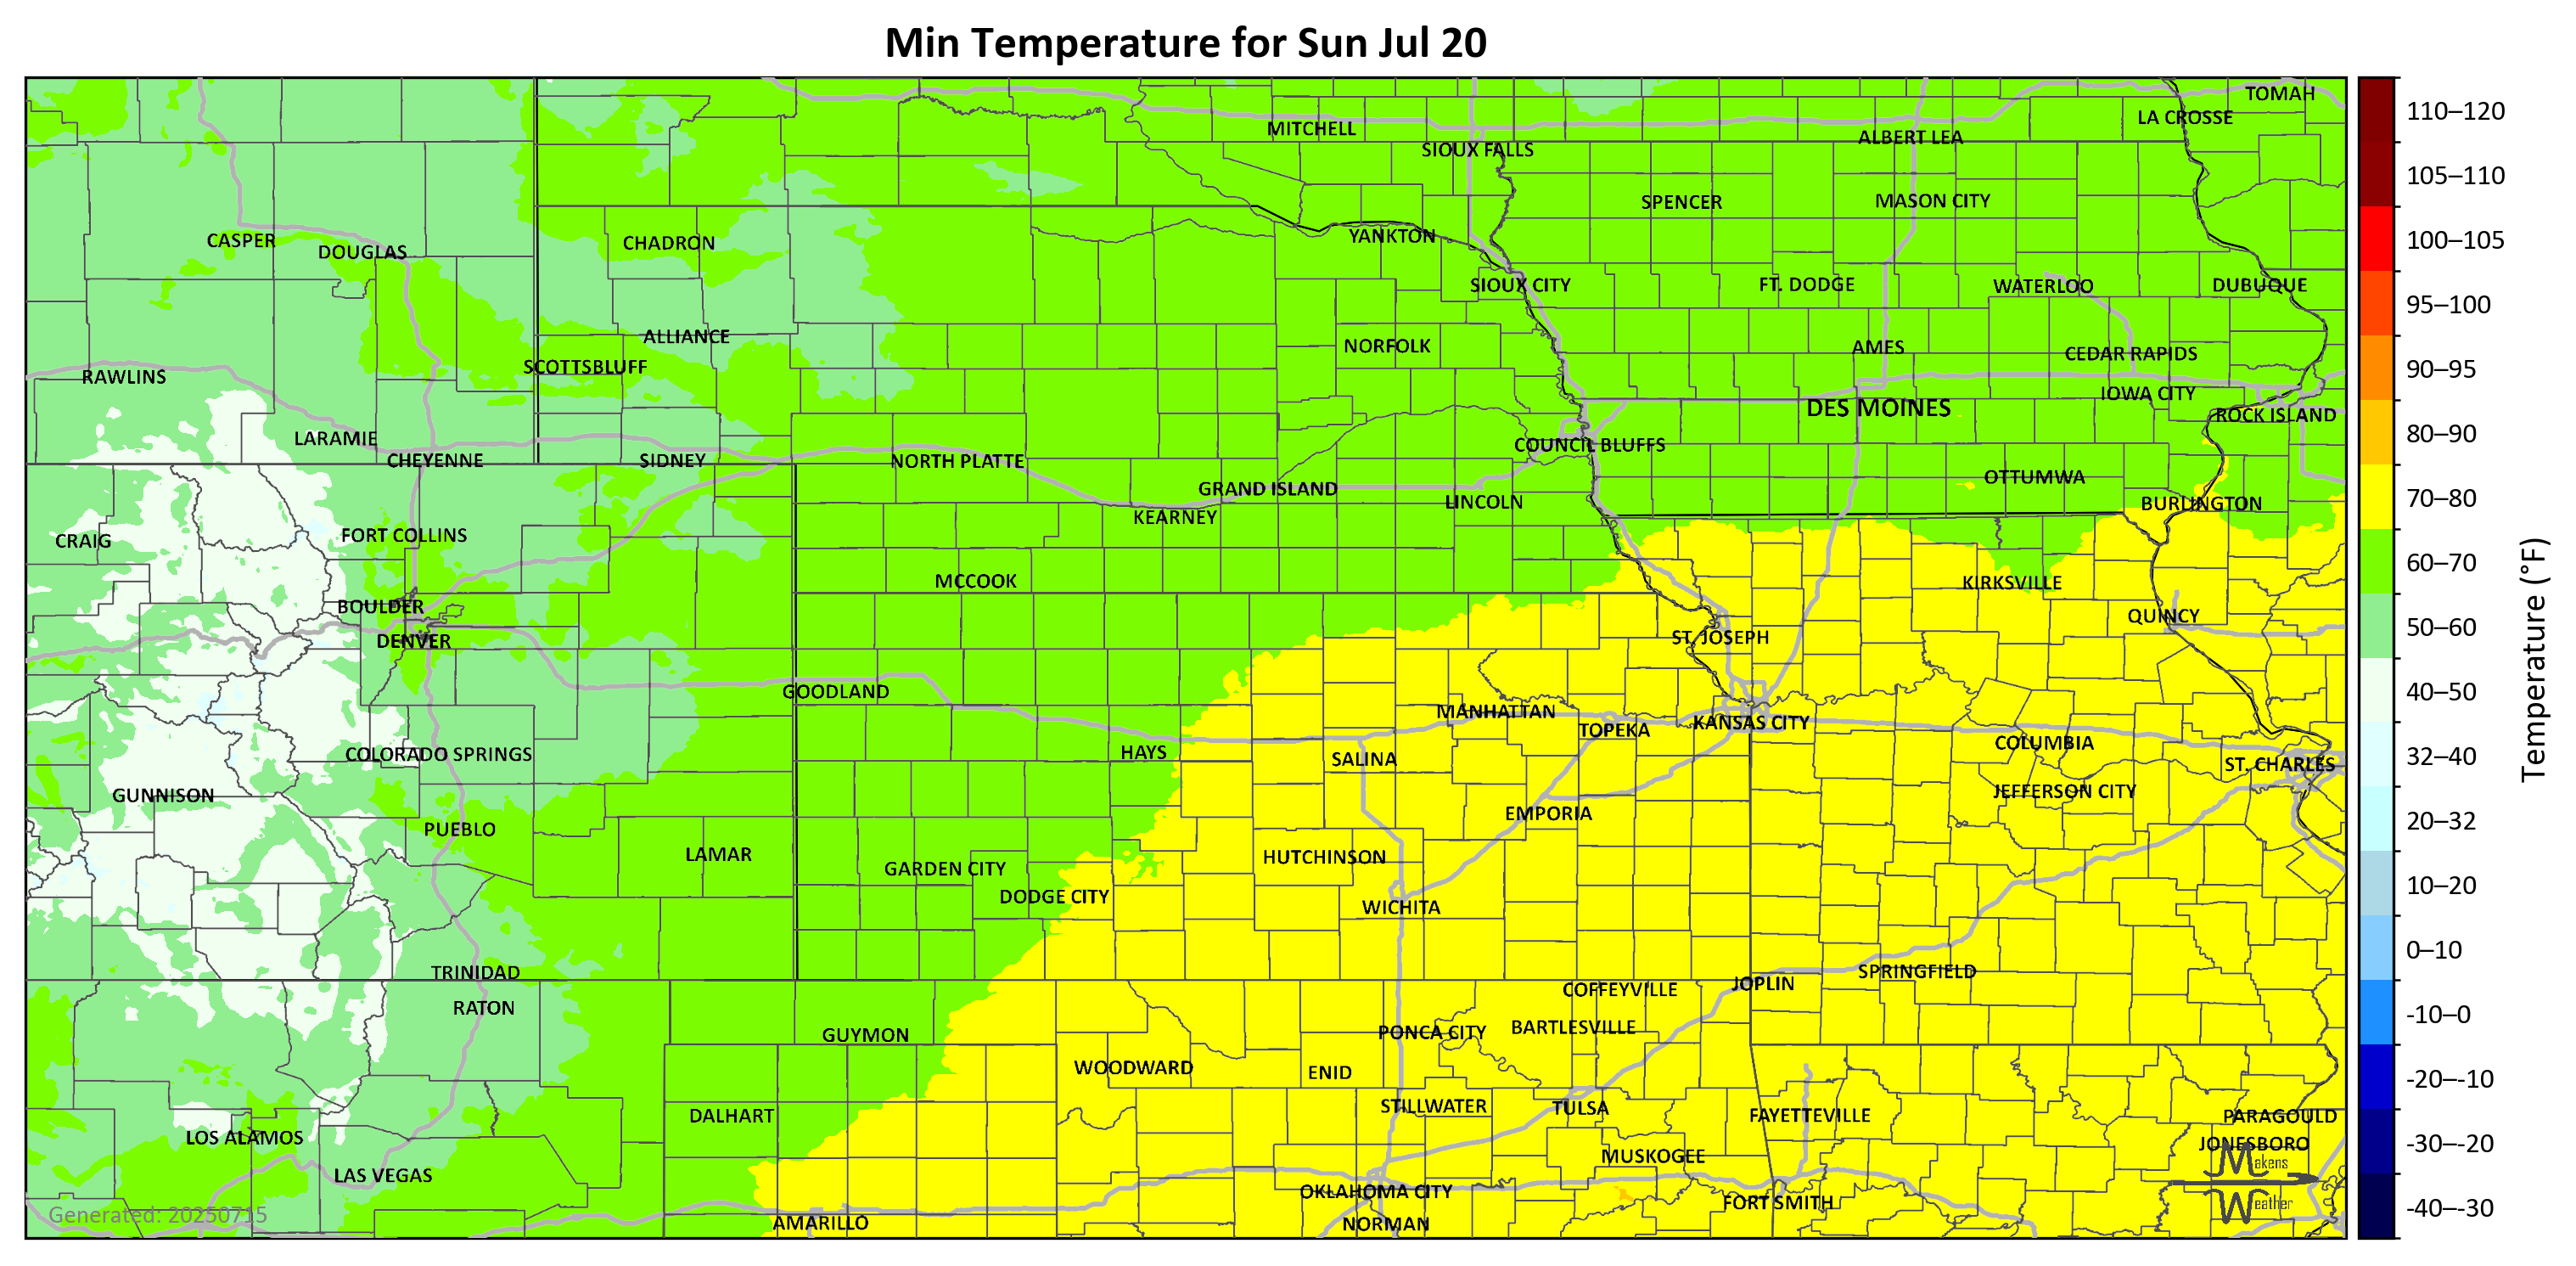 Min Temperature for Sun Jul 20
TOMAH
LA CROSSE
MITCHELL
ALBERT LEA
SIOUX FALLS
SPENCER
MASON CITY
CASPER
DOUGLAS
CHADRON
YANKTON
SIOUX CITY
FT. DODGE
WATERLOO
DUBUQUE
ALLIANCE
NORFOLK
AMES
CEDAR RAPIDS
SCOTTSBLUFF
RAWLINS
IOWA CITY
DES MOINES
ROCK ISLAND
LARAMIE
COUNCIL BLUFFS
CHEYENNE
SIDNEY
NORTH PLATTE
OTTUMWA
GRAND ISLAND
LINCOLN
BURLINGTON
KEARNEY
FORT COLLINS
CRAIG
MCCOOK
KIRKSVILLE
BOULDER
QUINCY
DENVER
ST. JOSEPH
GOODLAND
MANHATTAN
KANSAS CITY
TOPEKA
COLUMBIA
HAYS
COLORADO SPRINGS
SALINA
ST. CHARLES
JEFFERSON CITY
GUNNISON
EMPORIA
PUEBLO
LAMAR
HUTCHINSON
GARDEN CITY
DODGE CITY
WICHITA
TRINIDAD
SPRINGFIELD
JOPLIN
COFFEYVILLE
RATON
BARTLESVILLE
PONCA CITY
GUYMON
WOODWARD
ENID
STILLWATER
TULSA
DALHART
FAYETTEVILLE
PARAGOULD
LOS ALAMOS
JONESBORO
MUSKOGEE
LAS VEGAS
OKLAHOMA CITY
FORT SMITH
AMARILLO
NORMAN
Generated: 20250715
Makens
Weather
110–120
105–110
100–105
95–100
90–95
80–90
70–80
60–70
50–60
40–50
32–40
20–32
10–20
0–10
-10–0
-20–-10
-30–-20
-40–-30
Temperature (°F)